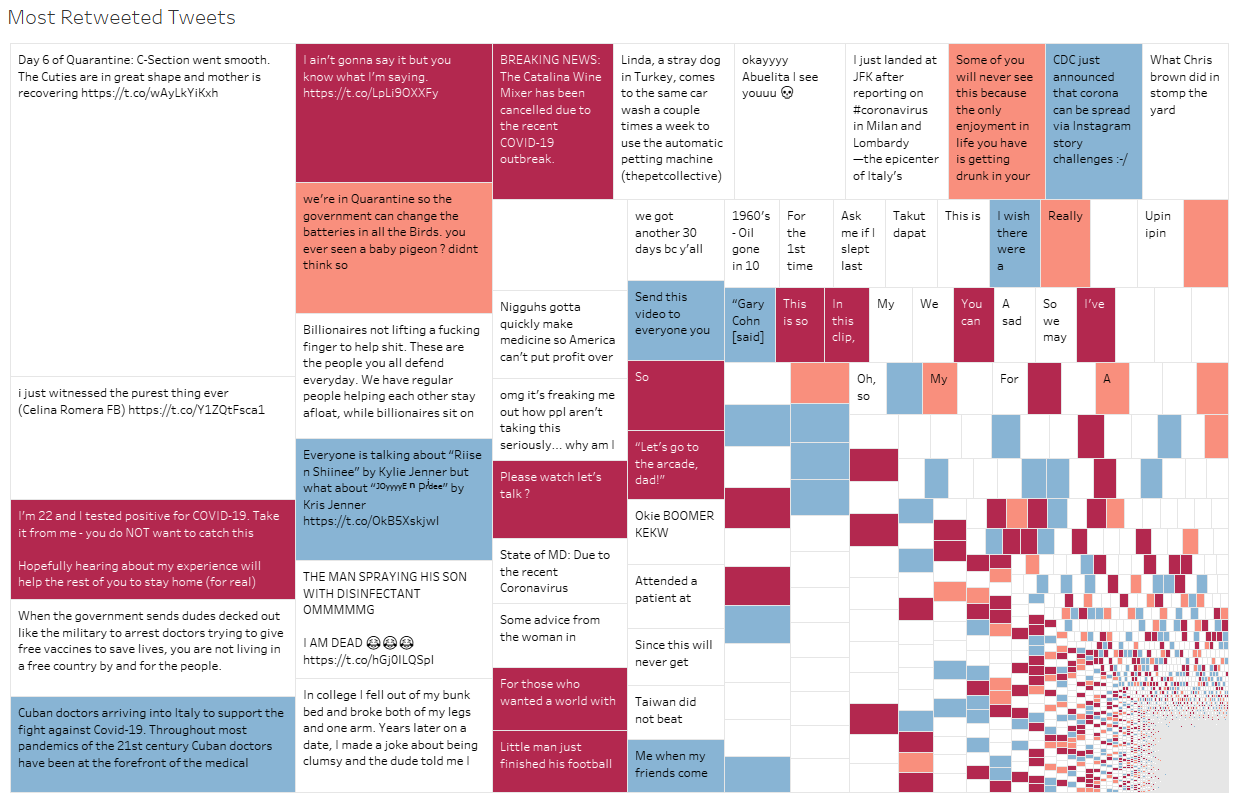 Most Retweeted Tweets
Day 6 of Quarantine: C-Section went smooth.
The Cuties are in great shape and mother is
recovering https://t.co/wAyLkYiKxh
i just witnessed the purest thing ever
(Celina Romera FB) https://t.co/Y1ZQtFsca1
I'm 22 and I tested positive for COVID-19. Take
it from me - you do NOT want to catch this
Hopefully hearing about my experience will
help the rest of you to stay home (for real)
When the government sends dudes decked out
like the military to arrest doctors trying to give
free vaccines to save lives, you are not living in
a free country by and for the people.
Cuban doctors arriving into Italy to support the
fight against Covid-19. Throughout most
pandemics of the 21st century Cuban doctors
have been at the forefront of the medical
I ain't gonna say it but you
know what I'm saying.
https://t.co/LpLi9OXXFy
we're in Quarantine so the
government can change the
batteries in all the Birds. you
ever seen a baby pigeon ? didnt
think so
Billionaires not lifting a fucking
finger to help shit. These are
the people you all defend
everyday. We have regular
people helping each other stay
afloat, while billionaires sit on
Everyone is talking about "Riise
n Shiinee" by Kylie Jenner but
what about "ᴶᴼʸʸʸʸᴱ ⁿ ᵖʲᵈᵉᵉ" by
Kris Jenner
https://t.co/OkB5XskjwI
THE MAN SPRAYING HIS SON
WITH DISINFECTANT
OMMMMMG
I AM DEAD 😂😂😂
https://t.co/hGj0ILQSpI
In college I fell out of my bunk
bed and broke both of my legs
and one arm. Years later on a
date, I made a joke about being
clumsy and the dude told me I
BREAKING NEWS:
The Catalina Wine
Mixer has been
cancelled due to
the recent
COVID-19
outbreak.
Nigguhs gotta
quickly make
medicine so America
can't put profit over
omg it's freaking me
out how ppl aren't
taking this
seriously... why am I
Please watch let's
talk ?
State of MD: Due to
the recent
Coronavirus
Some advice from
the woman in
For those who
wanted a world with
Little man just
finished his football
Linda, a stray dog
in Turkey, comes
to the same car
wash a couple
times a week to
use the automatic
petting machine
(thepetcollective)
okayyyy
Abuelita I see
youuu 💀
I just landed at
JFK after
reporting on
#coronavirus
in Milan and
Lombardy
—the epicenter
of Italy's
Some of you
will never see
this because
the only
enjoyment in
life you have
is getting
drunk in your
CDC just
announced
that corona
can be spread
via Instagram
story
challenges :-/
What Chris
brown did in
stomp the
yard
we got
another 30
days bc y'all
Send this
video to
everyone you
So
"Let's go to
the arcade,
dad!"
Okie BOOMER
KEKW
Attended a
patient at
Since this will
never get
Taiwan did
not beat
Me when my
friends come
1960's
- Oil
gone
in 10
For
the
1st
time
Ask
me if I
slept
last
Takut
dapat
This is
I wish
there
were
a
Really
Upin
ipin
"Gary
Cohn
[said]
This
is so
In
this
clip,
My
We
You
can
A
sad
So
we
may
I've
Oh,
so
My
For
A